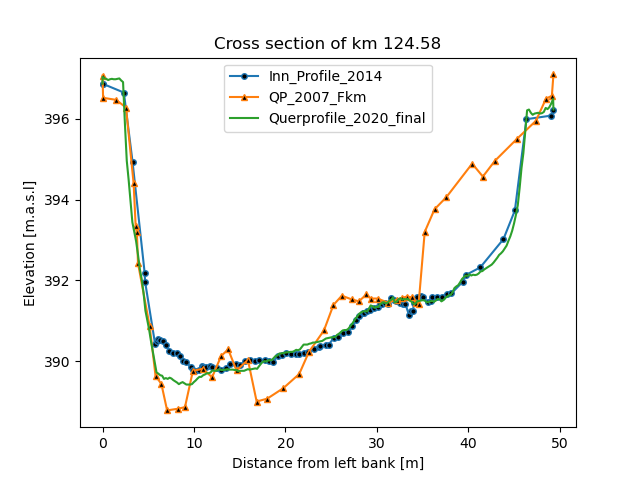 Cross section of km 124.58
Inn_Profile_2014
QP_2007_Fkm
Querprofile_2020_final
Elevation [m.a.s.l]
396
394
392
390
0 10 20 30 40 50
Distance from left bank [m]